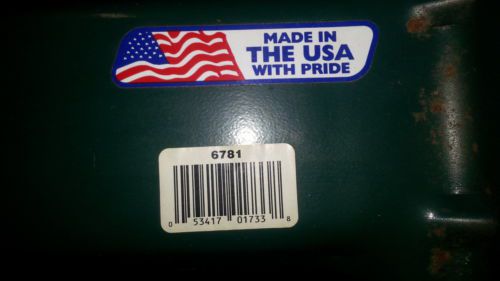 MADE IN
THE USA
WITH PRIDE
6781
0 53417 01733 8